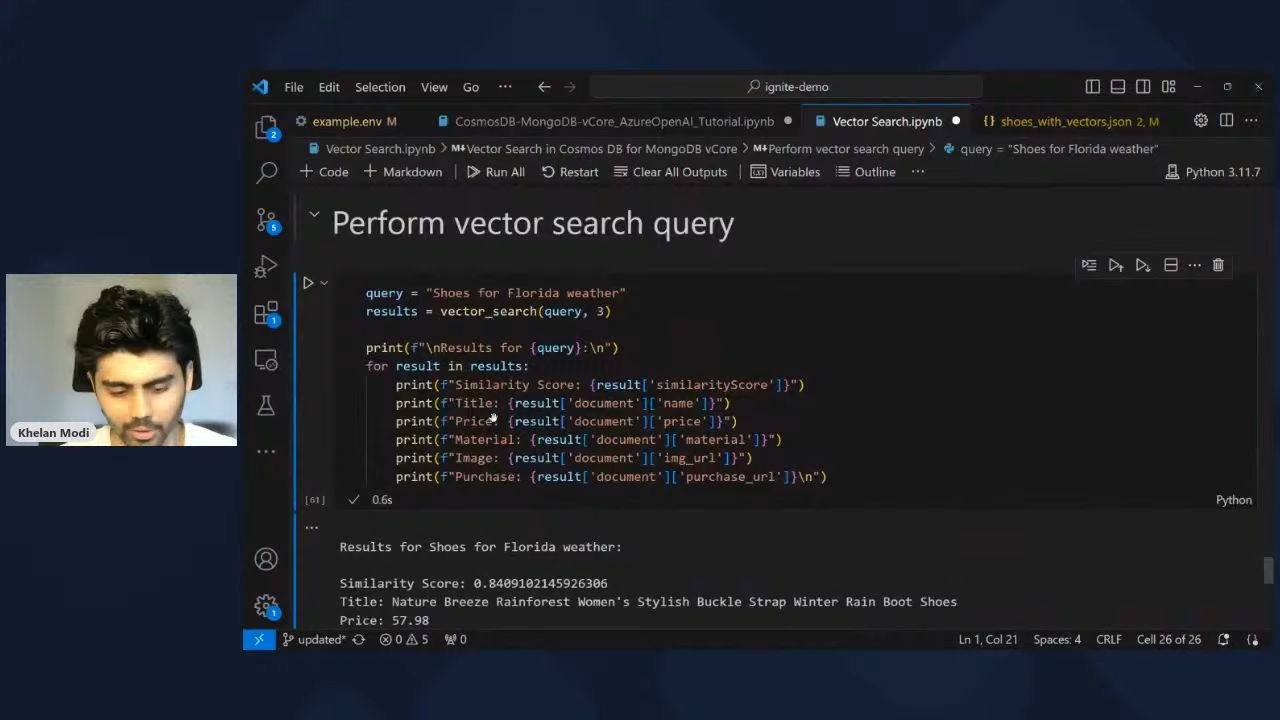 File Edit Selection View Go ··· ignite-demo
example.env M CosmosDB-MongoDB-vCore_AzureOpenAI_Tutorial.ipynb Vector Search.ipynb shoes_with_vectors.json 2, M
Vector Search.ipynb > M↓Vector Search in Cosmos DB for MongoDB vCore > M↓Perform vector search query > query = "Shoes for Florida weather"
+ Code + Markdown Run All Restart Clear All Outputs Variables Outline ··· Python 3.11.7
Perform vector search query
query = "Shoes for Florida weather"
results = vector_search(query, 3)
print(f"\nResults for {query}:\n")
for result in results:
print(f"Similarity Score: {result['similarityScore']}")
print(f"Title: {result['document']['name']}")
print(f"Price: {result['document']['price']}")
print(f"Material: {result['document']['material']}")
print(f"Image: {result['document']['img_url']}")
print(f"Purchase: {result['document']['purchase_url']}\n")
[61] 0.6s Python
Results for Shoes for Florida weather:
Similarity Score: 0.8409102145926306
Title: Nature Breeze Rainforest Women's Stylish Buckle Strap Winter Rain Boot Shoes
Price: 57.98
updated* 0 5 0 Ln 1, Col 21 Spaces: 4 CRLF Cell 26 of 26
2
5
1
1
Khelan Modi